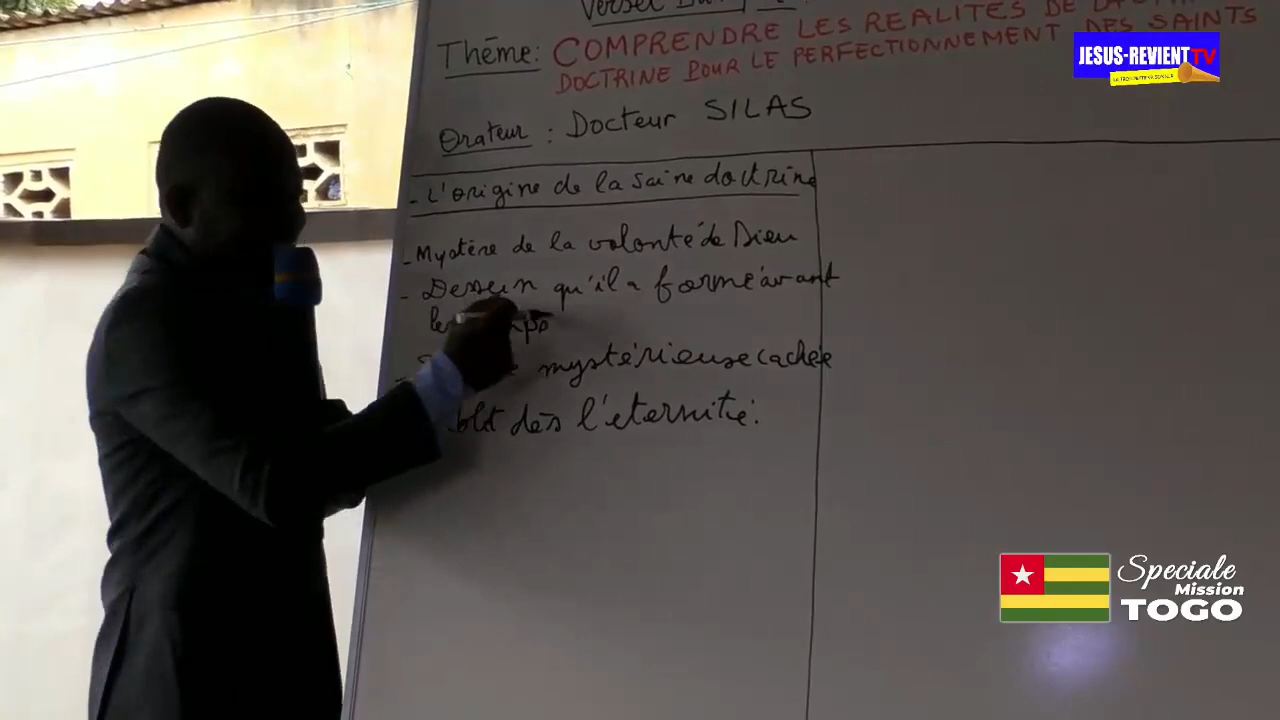 Verset
Thème: COMPRENDRE LES REALITES DE
DOCTRINE POUR LE PERFECTIONNEMENT DES SAINTS
Orateur : Docteur SILAS
- L'origine de la saine doctrine
- Mystère de la volonté de Dieu
- Dessein qu'il a formé avant
mystérieuse cachée
dès l'eternité.
JESUS-REVIENT TV
Speciale
Mission
TOGO